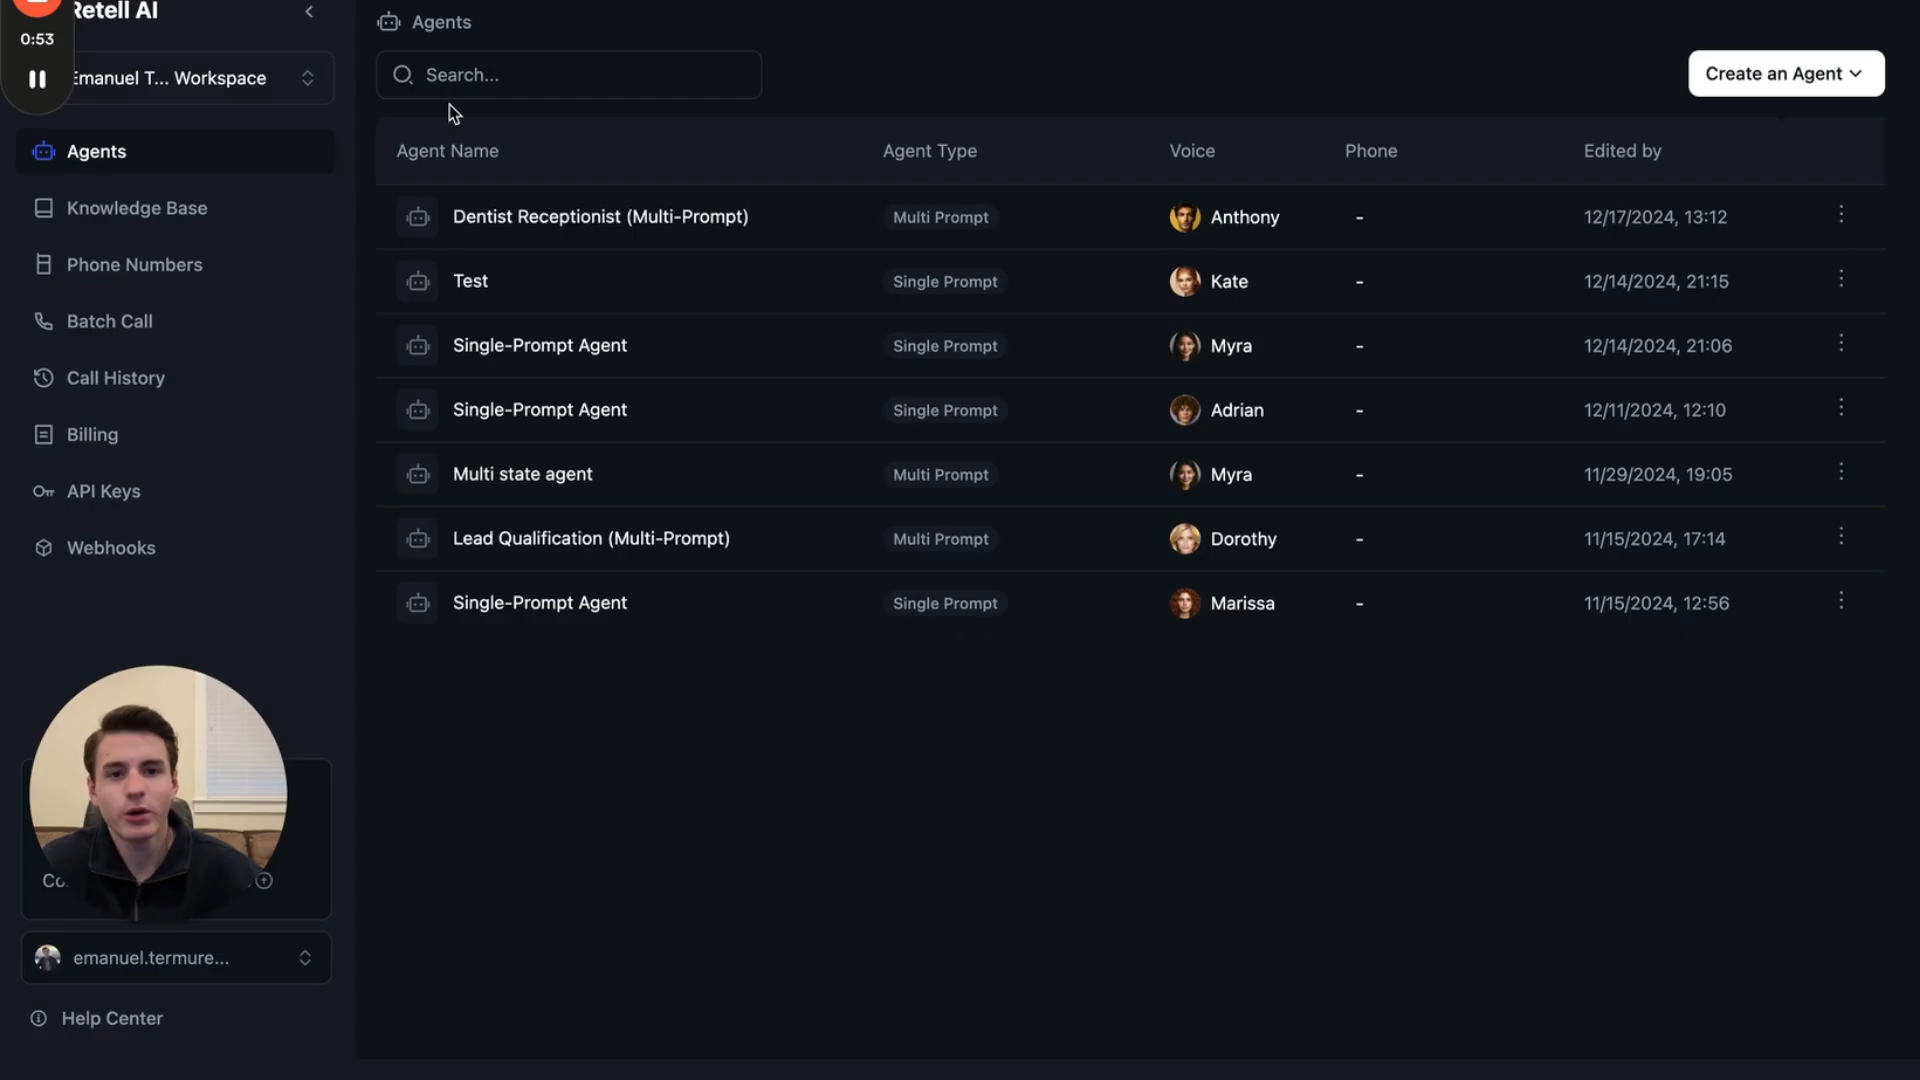 Retell AI
0:53
Emanuel T... Workspace
Agents
Knowledge Base
Phone Numbers
Batch Call
Call History
Billing
API Keys
Webhooks
Co
emanuel.termure...
Help Center
Agents
Search...
Create an Agent
Agent Name Agent Type Voice Phone Edited by
Dentist Receptionist (Multi-Prompt) Multi Prompt Anthony - 12/17/2024, 13:12
Test Single Prompt Kate - 12/14/2024, 21:15
Single-Prompt Agent Single Prompt Myra - 12/14/2024, 21:06
Single-Prompt Agent Single Prompt Adrian - 12/11/2024, 12:10
Multi state agent Multi Prompt Myra - 11/29/2024, 19:05
Lead Qualification (Multi-Prompt) Multi Prompt Dorothy - 11/15/2024, 17:14
Single-Prompt Agent Single Prompt Marissa - 11/15/2024, 12:56